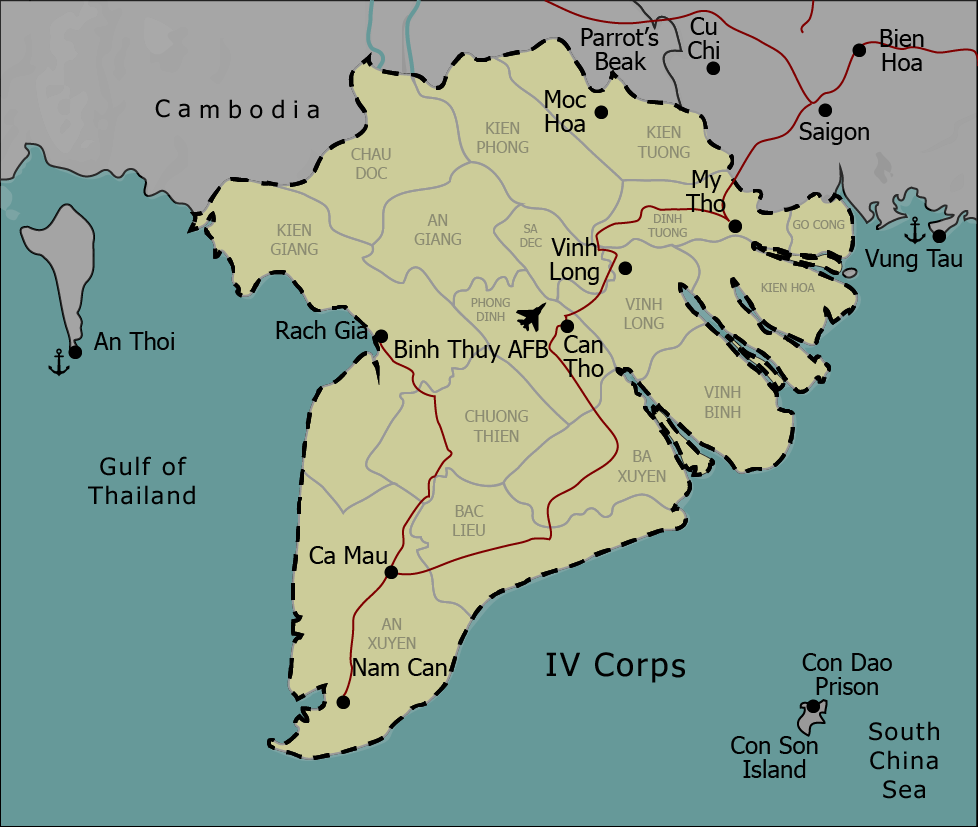 Cu
Chi
Parrot's
Beak
Bien
Hoa
Cambodia
Moc
Hoa
Saigon
KIEN
PHONG
KIEN
TUONG
CHAU
DOC
My
Tho
KIEN
GIANG
AN
GIANG
SA
DEC
DINH
TUONG
GO CONG
Vung Tau
Vinh
Long
KIEN HOA
PHONG
DINH
VINH
LONG
An Thoi
Rach Gia
Binh Thuy AFB
Can
Tho
VINH
BINH
CHUONG
THIEN
Gulf of
Thailand
BA
XUYEN
BAC
LIEU
Ca Mau
AN
XUYEN
Nam Can
IV Corps
Con Dao
Prison
Con Son
Island
South
China
Sea